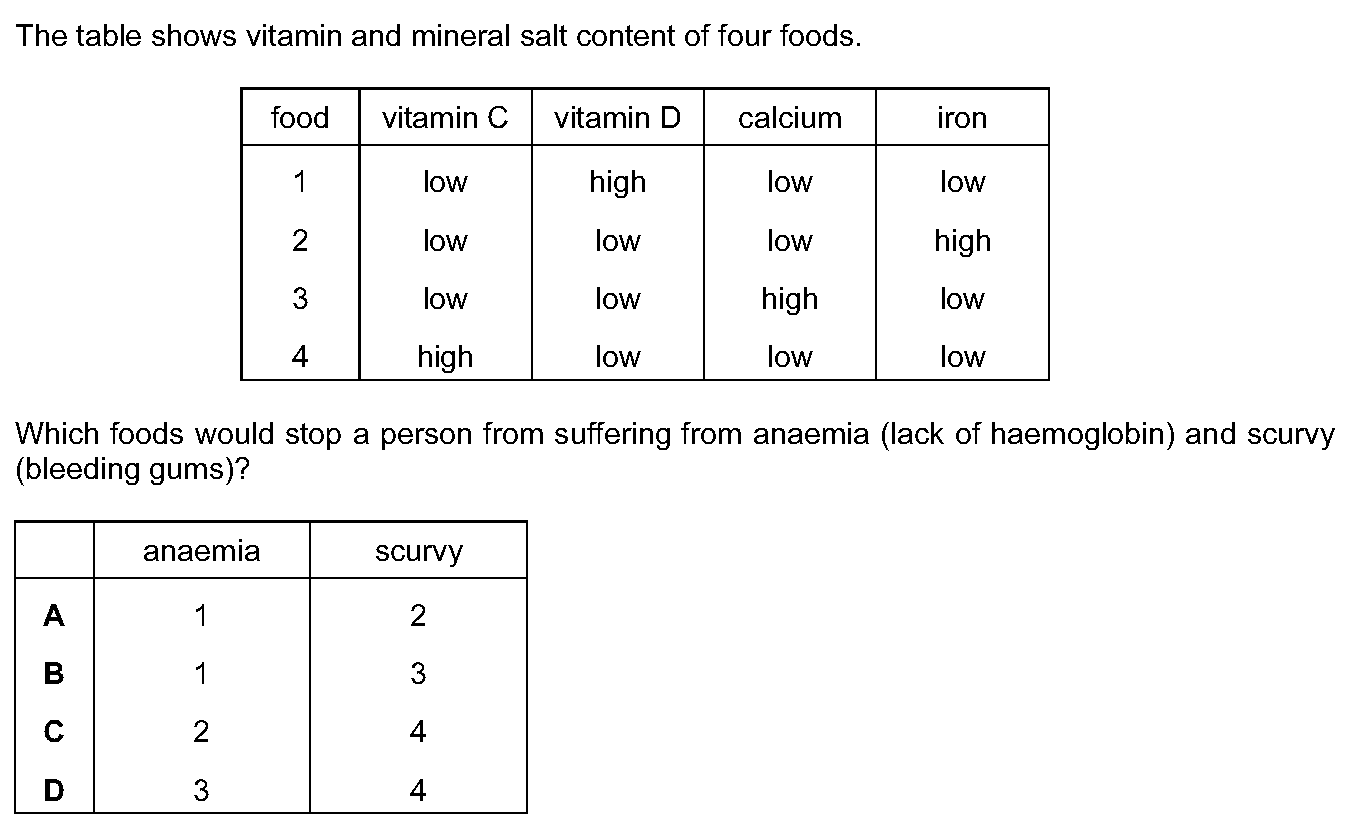 The table shows vitamin and mineral salt content of four foods.
food vitamin C vitamin D calcium iron
1 low high low low
2 low low low high
3 low low high low
4 high low low low
Which foods would stop a person from suffering from anaemia (lack of haemoglobin) and scurvy
(bleeding gums)?
anaemia scurvy
A 1 2
B 1 3
C 2 4
D 3 4